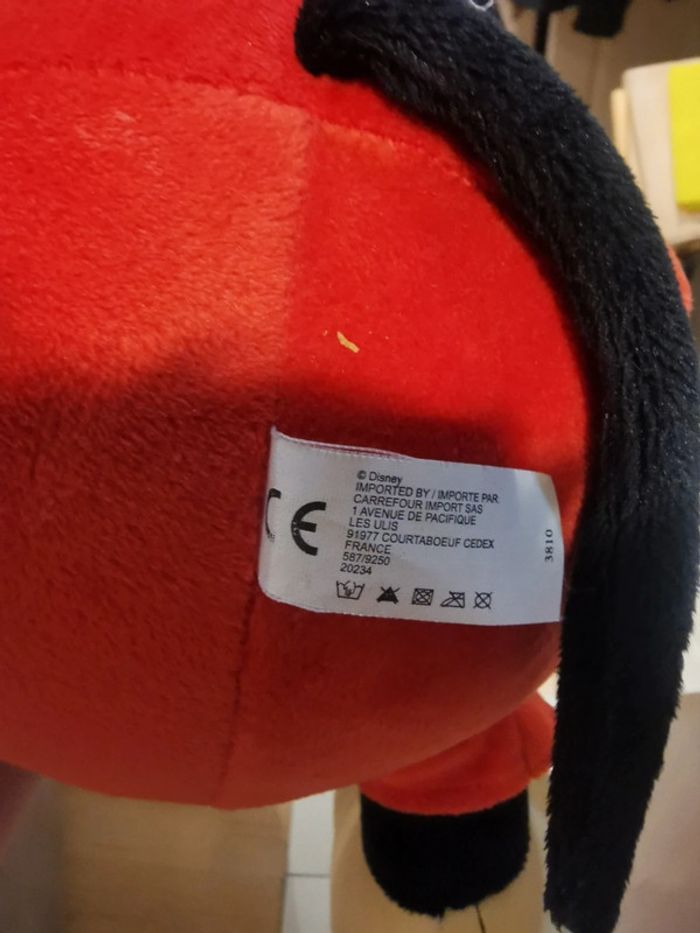 CE
© Disney
IMPORTED BY / IMPORTE PAR
CARREFOUR IMPORT SAS
1 AVENUE DE PACIFIQUE
LES ULIS
91977 COURTABOEUF CEDEX
FRANCE
587/9250
20234
3810